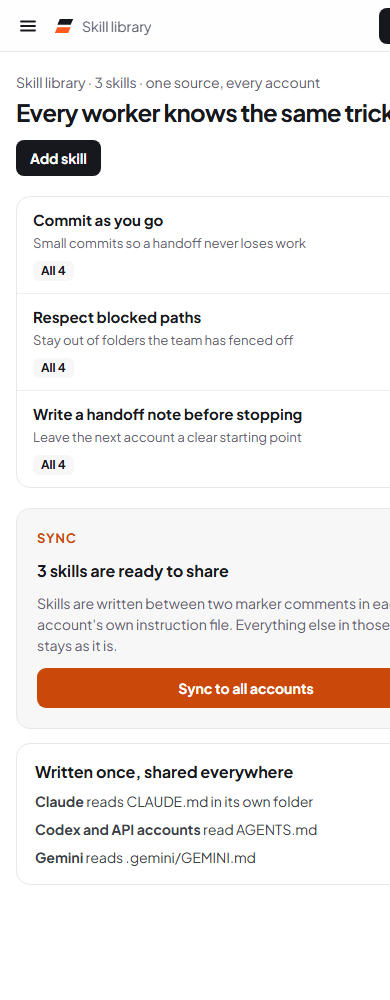 Skill library
Skill library · 3 skills · one source, every account
Every worker knows the same
Add skill
Commit as you go
Small commits so a handoff never loses work
All 4
Respect blocked paths
Stay out of folders the team has fenced off
All 4
Write a handoff note before stopping
Leave the next account a clear starting point
All 4
SYNC
3 skills are ready to share
Skills are written between two marker comments in
account's own instruction file. Everything else in those
stays as it is.
Sync to all accounts
Written once, shared everywhere
Claude reads CLAUDE.md in its own folder
Codex and API accounts read AGENTS.md
Gemini reads .gemini/GEMINI.md